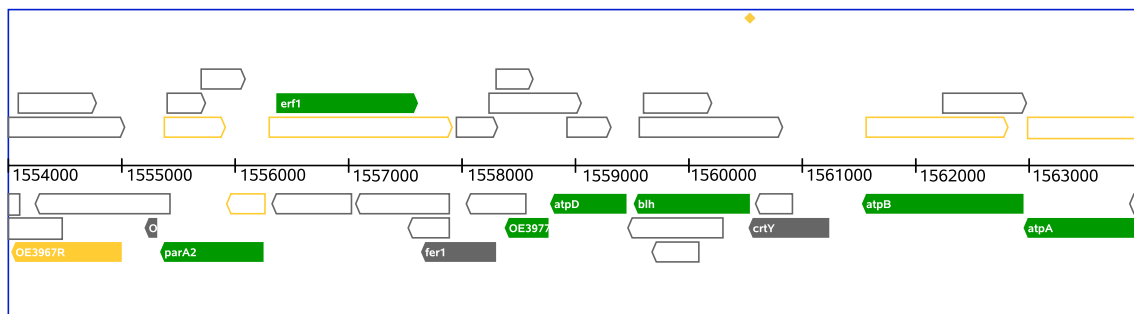 erf1
1554000 1555000 1556000 1557000 1558000 1559000 1560000 1561000 1562000 1563000
atpD blh atpB
O crtY atpA
OE3977
OE3967R parA2 fer1